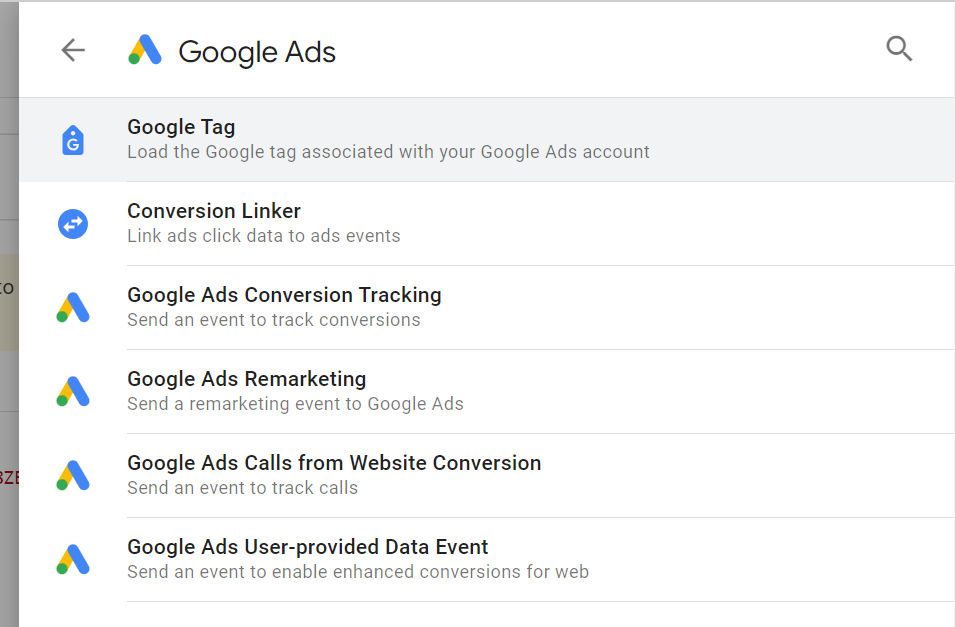 Google Ads
Google Tag
Load the Google tag associated with your Google Ads account
Conversion Linker
Link ads click data to ads events
to
Google Ads Conversion Tracking
Send an event to track conversions
Google Ads Remarketing
Send a remarketing event to Google Ads
Google Ads Calls from Website Conversion
Send an event to track calls
Google Ads User-provided Data Event
Send an event to enable enhanced conversions for web